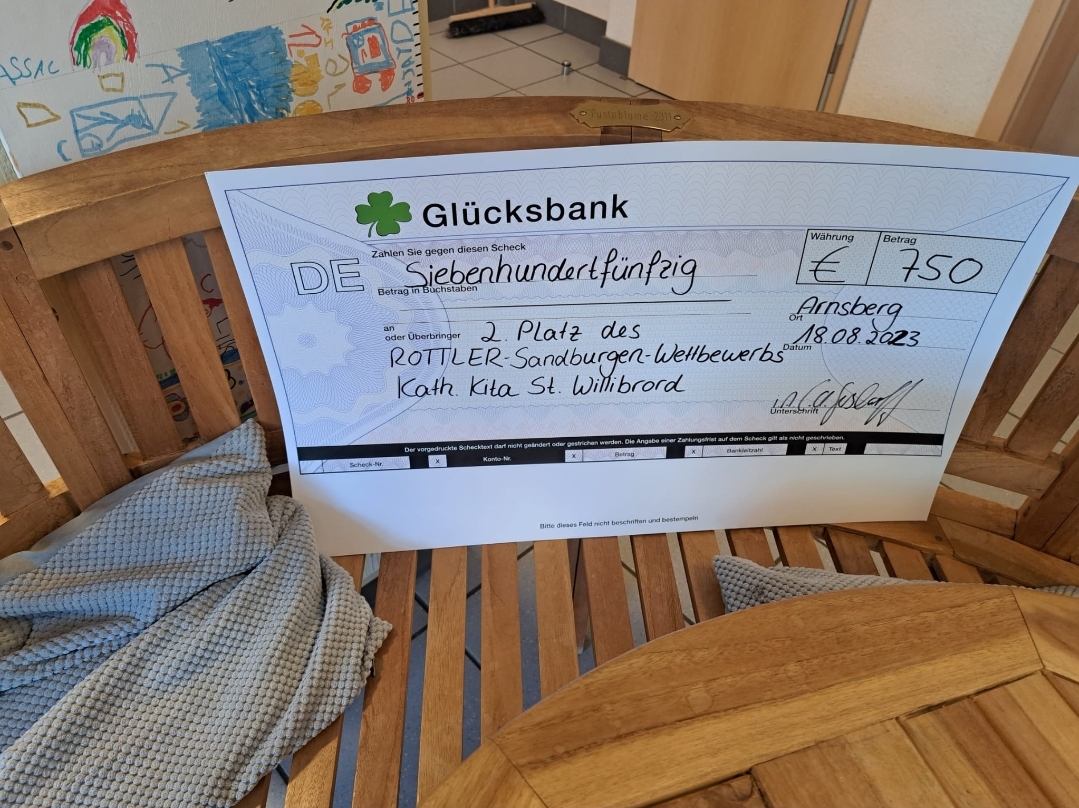 Pusteblume 2011
Glücksbank
DE
Zahlen Sie gegen diesen Scheck
Siebenhundertfünfzig
Betrag in Buchstaben
Währung
€
Betrag
750
an
oder Überbringer
2. Platz des
ROTTLER-Sandburgen-Wettbewerbs
Kath. Kita St. Willibrord
Arnsberg
Ort
18.08.2023
Datum
Unterschrift
Der vorgedruckte Schecktext darf nicht geändert oder gestrichen werden. Die Angabe einer Zahlungsfrist auf dem Scheck gilt als nicht geschrieben.
Scheck-Nr. X Konto-Nr. X Betrag X Bankleitzahl X Text
Bitte dieses Feld nicht beschriften und bestempeln